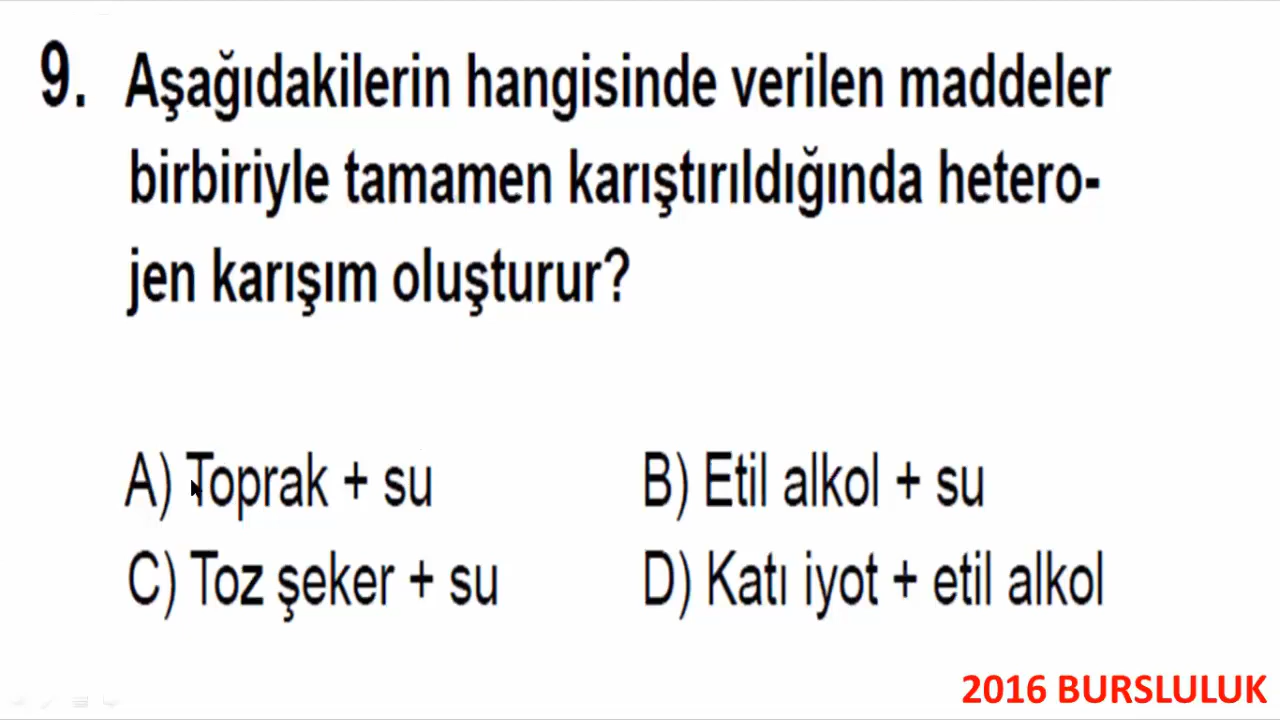 9. Aşağıdakilerin hangisinde verilen maddeler
birbiriyle tamamen karıştırıldığında hetero-
jen karışım oluşturur?
A) Toprak + su
B) Etil alkol + su
C) Toz şeker + su
D) Katı iyot + etil alkol
2016 BURSLULUK